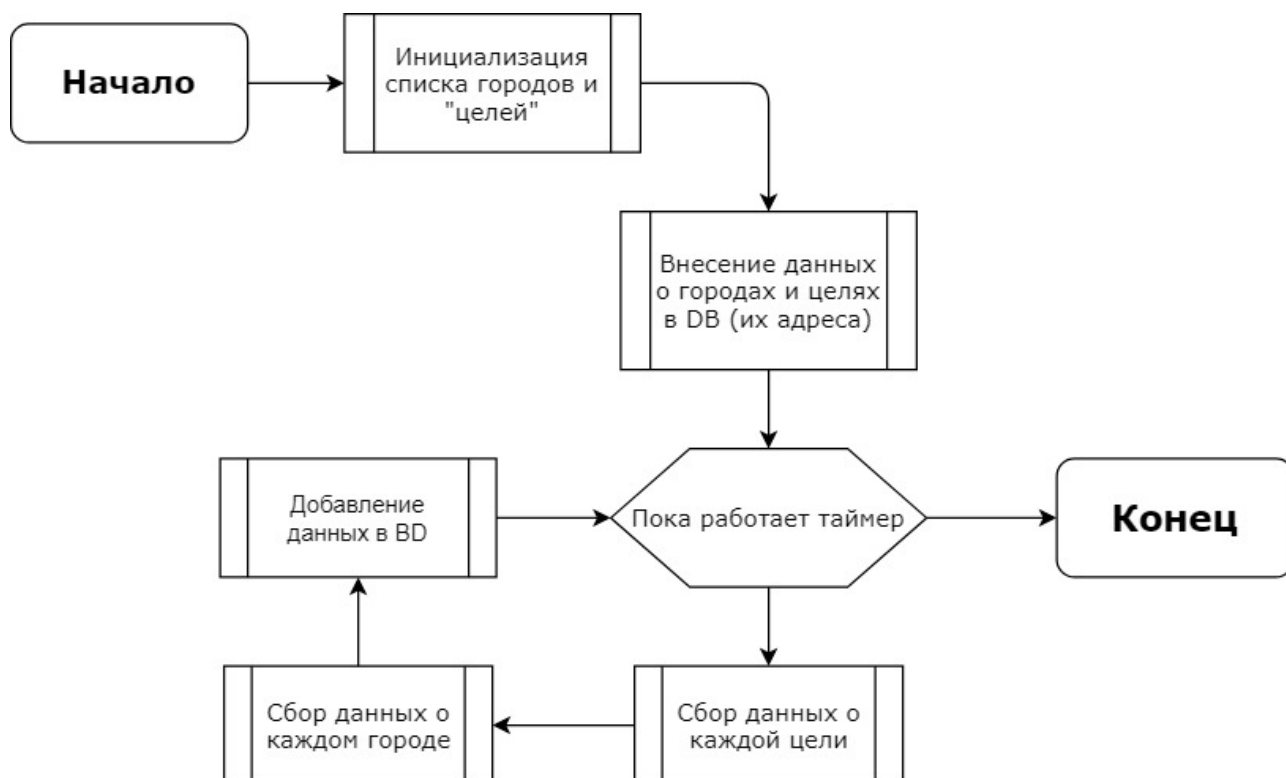 Начало
Инициализация
списка городов и
"целей"
Внесение данных
о городах и целях
в DB (их адреса)
Пока работает таймер
Конец
Сбор данных о
каждой цели
Сбор данных о
каждом городе
Добавление
данных в BD